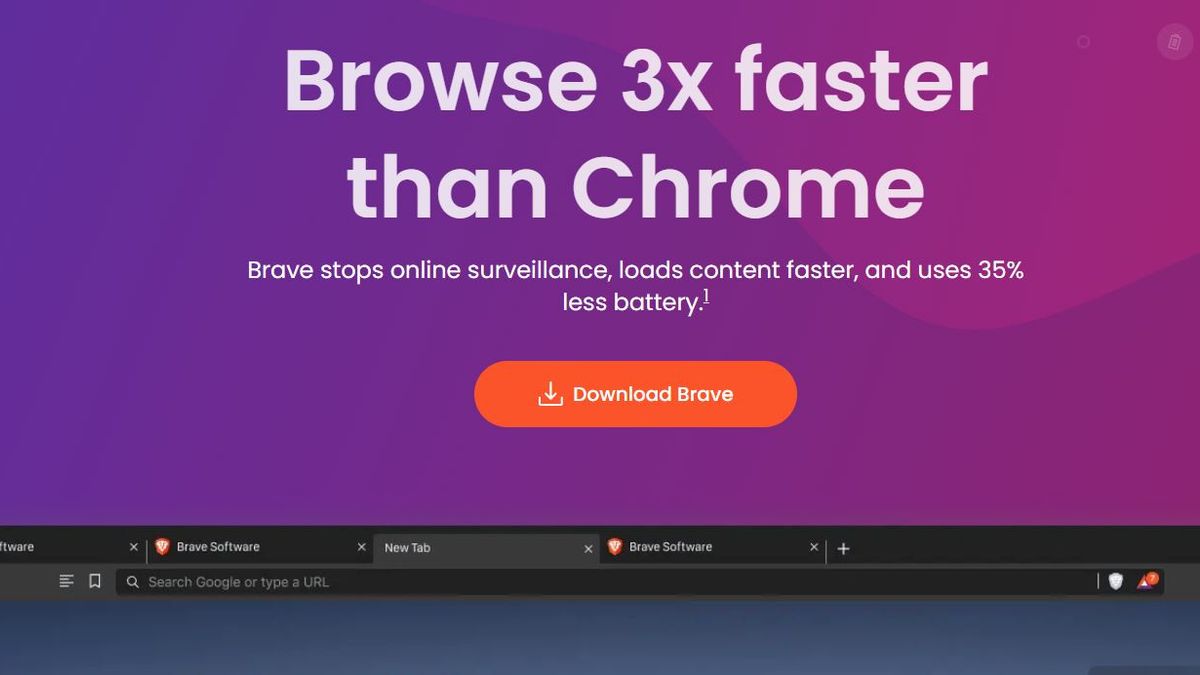 Browse 3x faster
than Chrome
Brave stops online surveillance, loads content faster, and uses 35%
less battery.1
Download Brave
ftware
Brave Software
New Tab
Brave Software
Search Google or type a URL
7